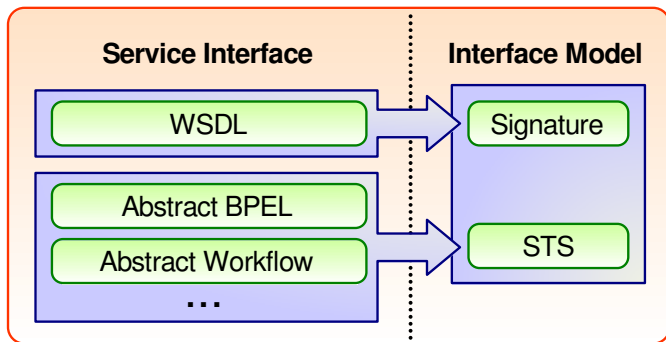 Service Interface
Interface Model
WSDL
Signature
Abstract BPEL
Abstract Workflow
STS
...